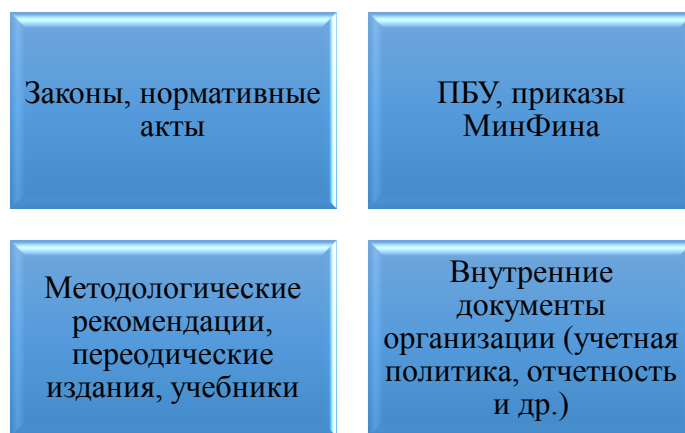 Законы, нормативные
акты
ПБУ, приказы
МинФина
Методологические
рекомендации,
переодические
издания, учебники
Внутренние
документы
организации (учетная
политика, отчетность
и др.)